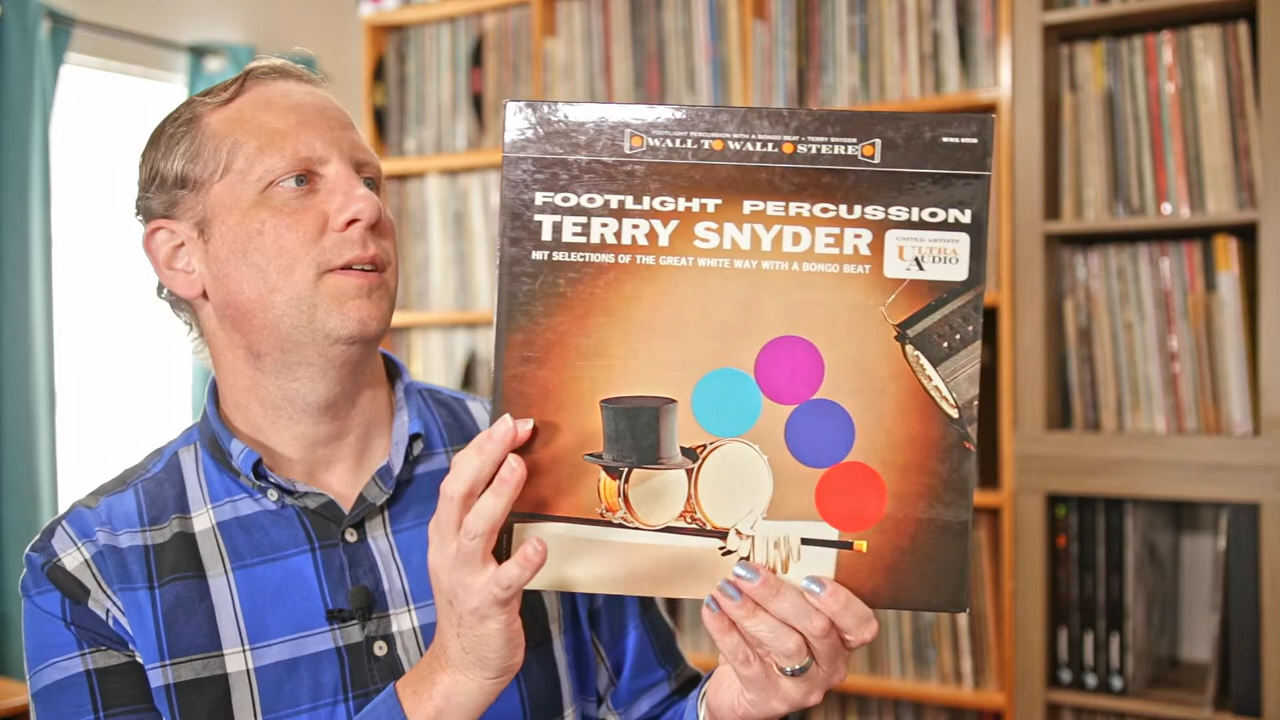 FOOTLIGHT PERCUSSION WITH A BONGO BEAT • TERRY SNYDER
WALL TO WALL STEREO
FOOTLIGHT PERCUSSION
TERRY SNYDER
HIT SELECTIONS OF THE GREAT WHITE WAY WITH A BONGO BEAT
UNITED ARTISTS
ULTRA
AUDIO